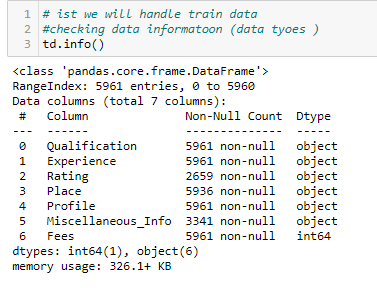 1 # ist we will handle train data
2 #checking data informatoon (data tyoes )
3 td.info()
<class 'pandas.core.frame.DataFrame'>
RangeIndex: 5961 entries, 0 to 5960
Data columns (total 7 columns):
 #   Column              Non-Null Count  Dtype
---  ------              --------------  -----
 0   Qualification       5961 non-null   object
 1   Experience          5961 non-null   object
 2   Rating              2659 non-null   object
 3   Place               5936 non-null   object
 4   Profile             5961 non-null   object
 5   Miscellaneous_Info  3341 non-null   object
 6   Fees                5961 non-null   int64
dtypes: int64(1), object(6)
memory usage: 326.1+ KB